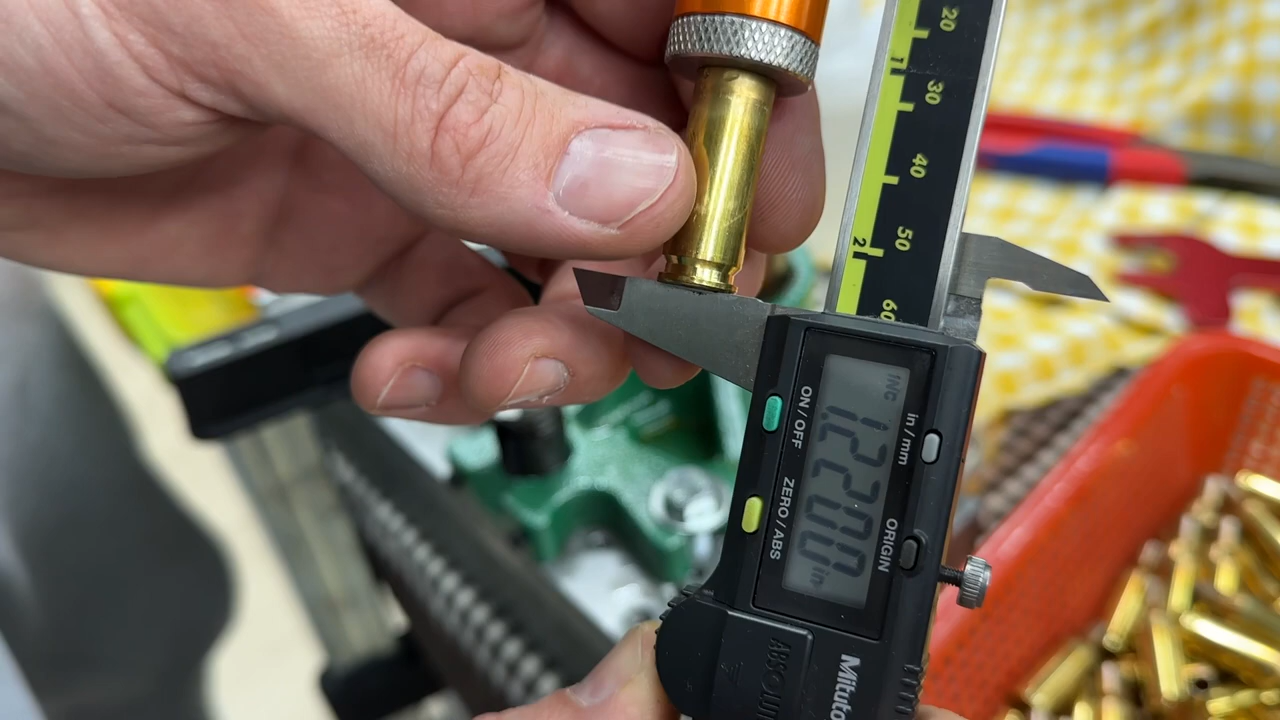 20
1
30
40
2
50
60
INC
1.2200
in
in/mm
ON/OFF
ZERO/ABS
ORIGIN
ABSOLUT
Mituto